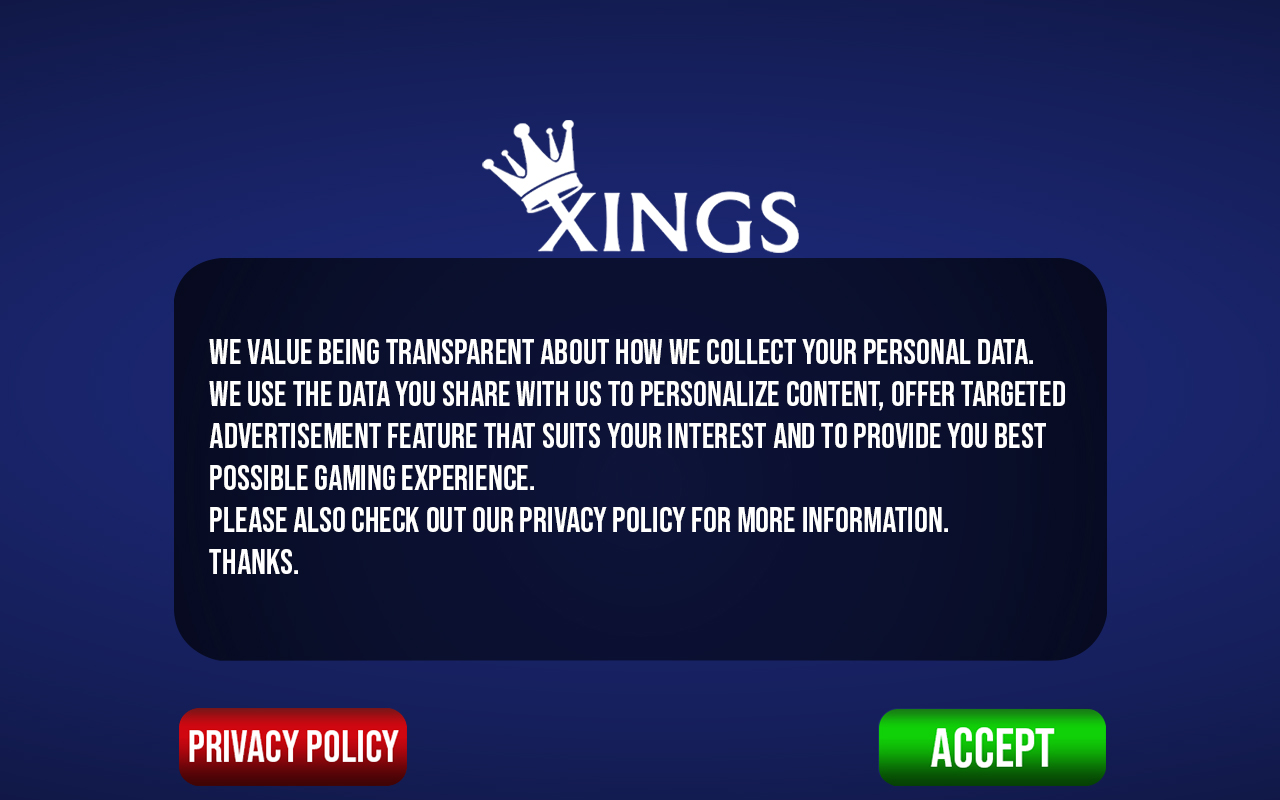 XINGS
WE VALUE BEING TRANSPARENT ABOUT HOW WE COLLECT YOUR PERSONAL DATA.
WE USE THE DATA YOU SHARE WITH US TO PERSONALIZE CONTENT, OFFER TARGETED
ADVERTISEMENT FEATURE THAT SUITS YOUR INTEREST AND TO PROVIDE YOU BEST
POSSIBLE GAMING EXPERIENCE.
PLEASE ALSO CHECK OUT OUR PRIVACY POLICY FOR MORE INFORMATION.
THANKS.
PRIVACY POLICY
ACCEPT